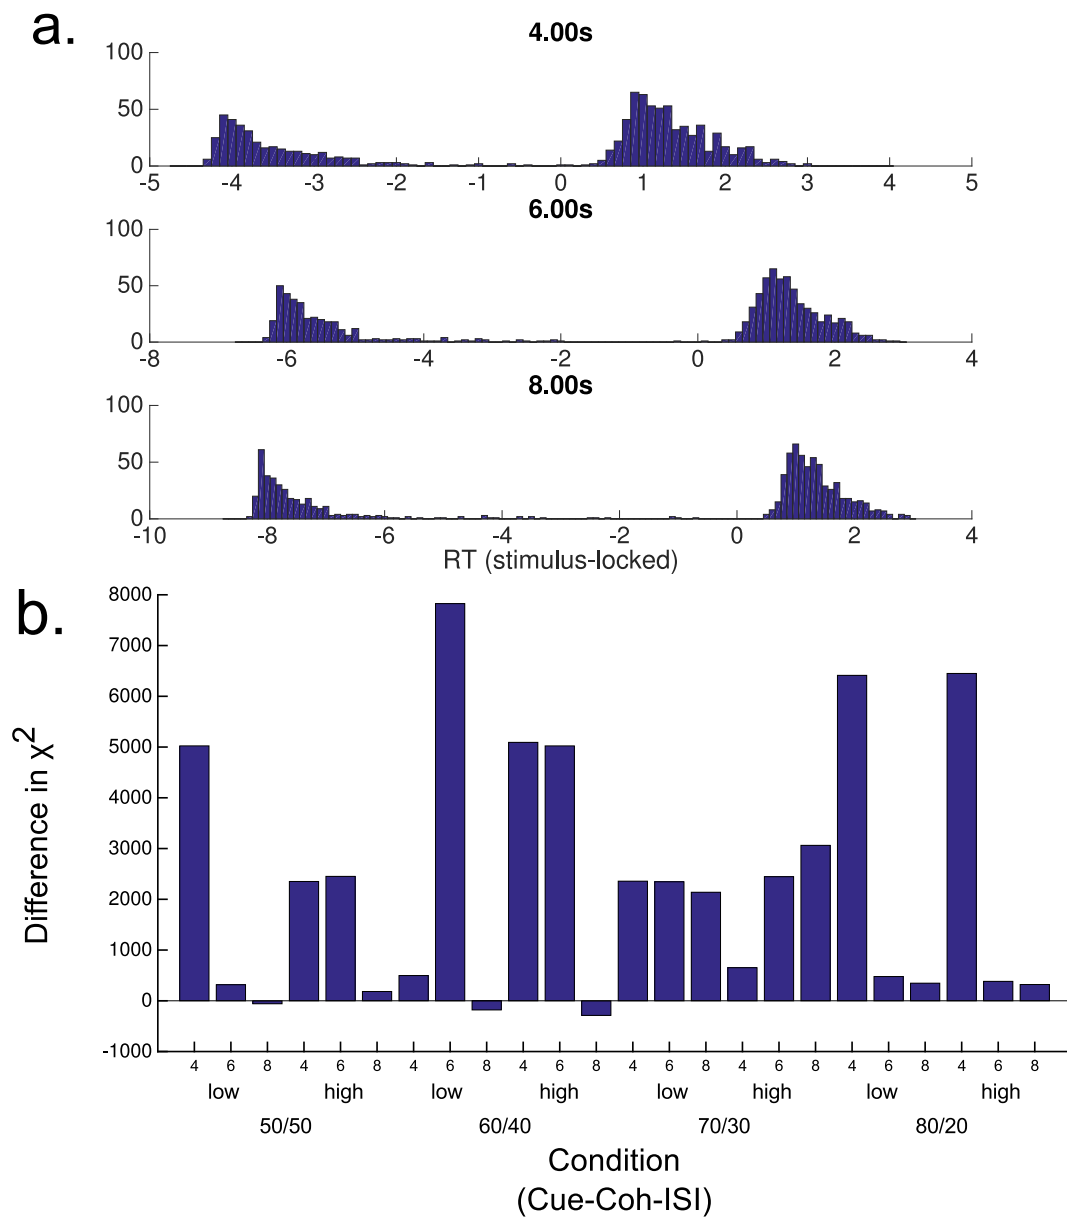 a.
4.00s
100
50
0
-5 -4 -3 -2 -1 0 1 2 3 4 5
6.00s
100
50
0
-8 -6 -4 -2 0 2 4
8.00s
100
50
0
-10 -8 -6 -4 -2 0 2 4
RT (stimulus-locked)
b.
8000
7000
6000
5000
4000
3000
2000
1000
0
-1000
Difference in χ²
4 6 8 4 6 8 4 6 8 4 6 8 4 6 8 4 6 8 4 6 8 4 6 8
low high low high low high low high
50/50 60/40 70/30 80/20
Condition
(Cue-Coh-ISI)